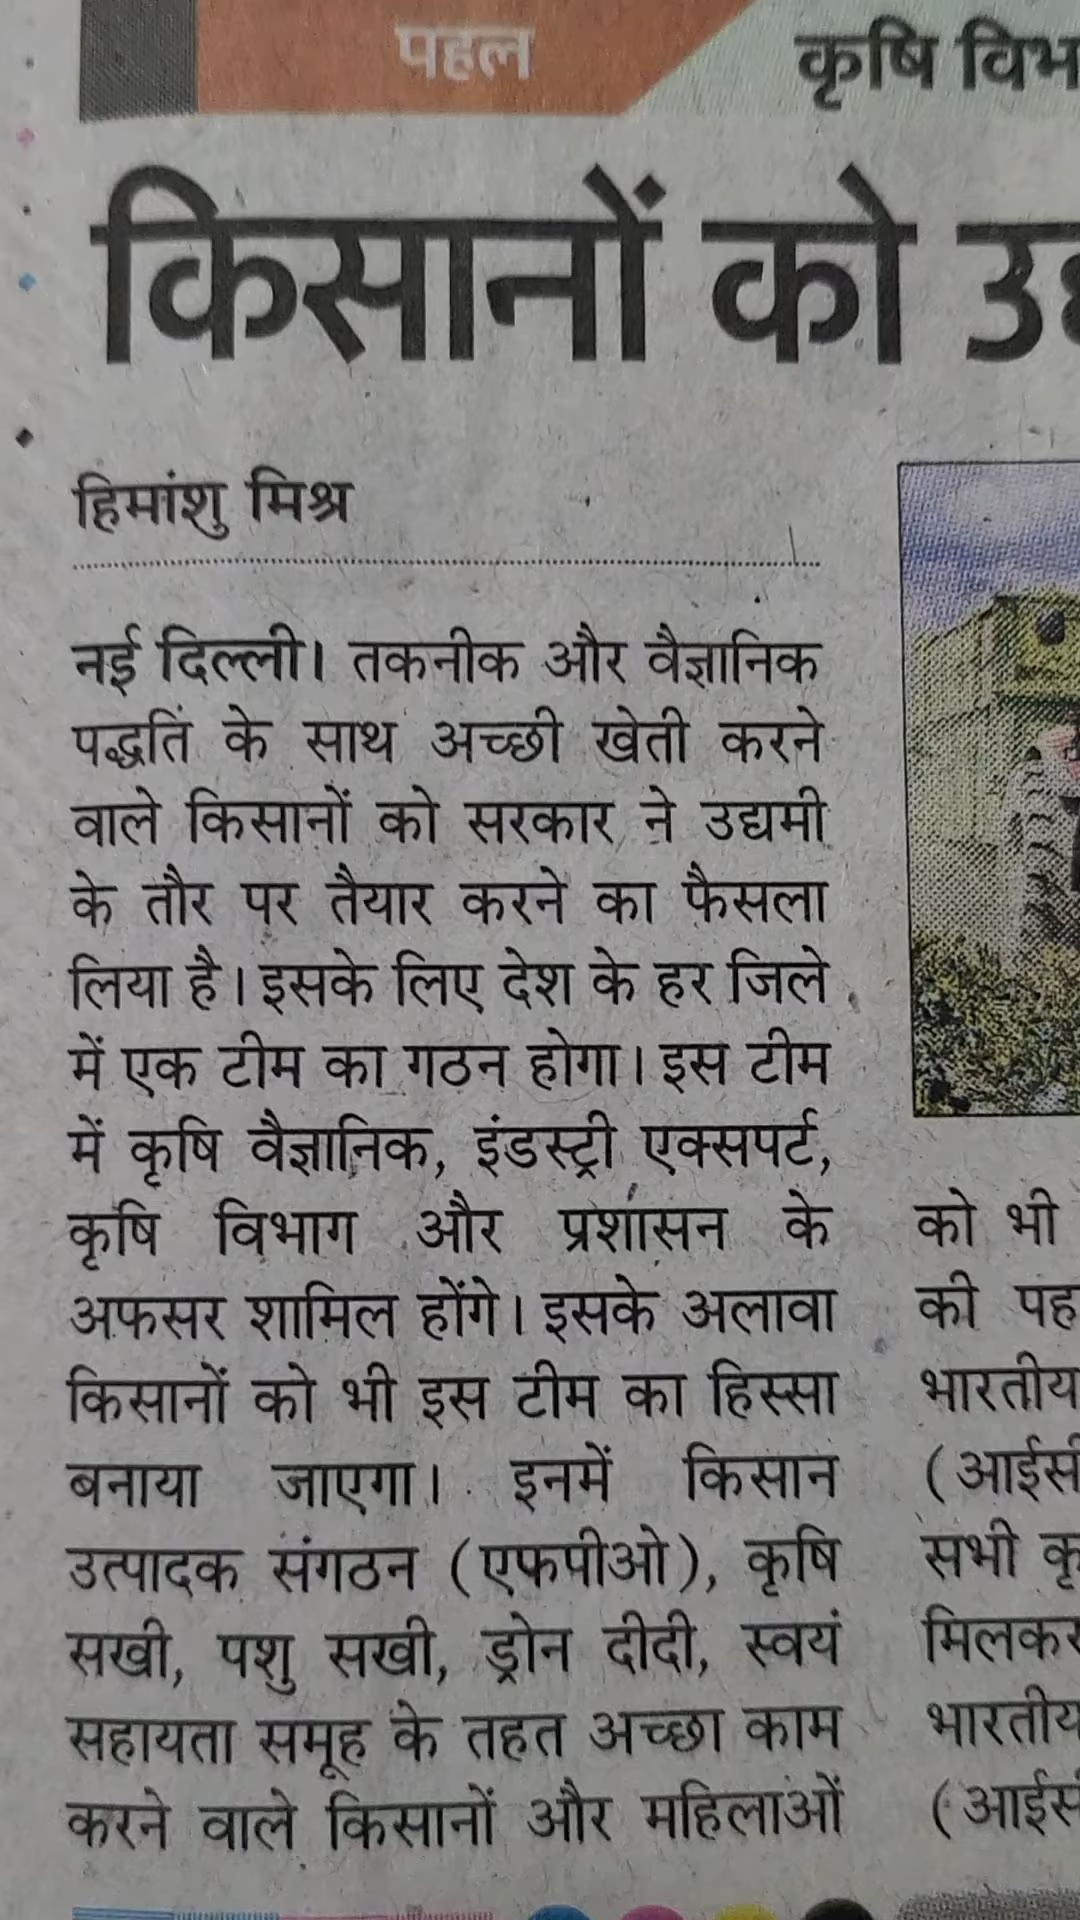 पहल
कृषि
किसानों को
हिमांशु मिश्र
नई दिल्ली। तकनीक और वैज्ञानिक
पद्धति के साथ अच्छी खेती करने
वाले किसानों को सरकार ने उद्यमी
के तौर पर तैयार करने का फैसला
लिया है। इसके लिए देश के हर जिले
में एक टीम का गठन होगा। इस टीम
में कृषि वैज्ञानिक, इंडस्ट्री एक्सपर्ट,
कृषि विभाग और प्रशासन के
अफसर शामिल होंगे। इसके अलावा
किसानों को भी इस टीम का हिस्सा
बनाया जाएगा। इनमें किसान
उत्पादक संगठन (एफपीओ), कृषि
सखी, पशु सखी, ड्रोन दीदी, स्वयं
सहायता समूह के तहत अच्छा काम
करने वाले किसानों और महिलाओं
को भी
की
भारतीय
सभी
मिलकर
भारतीय